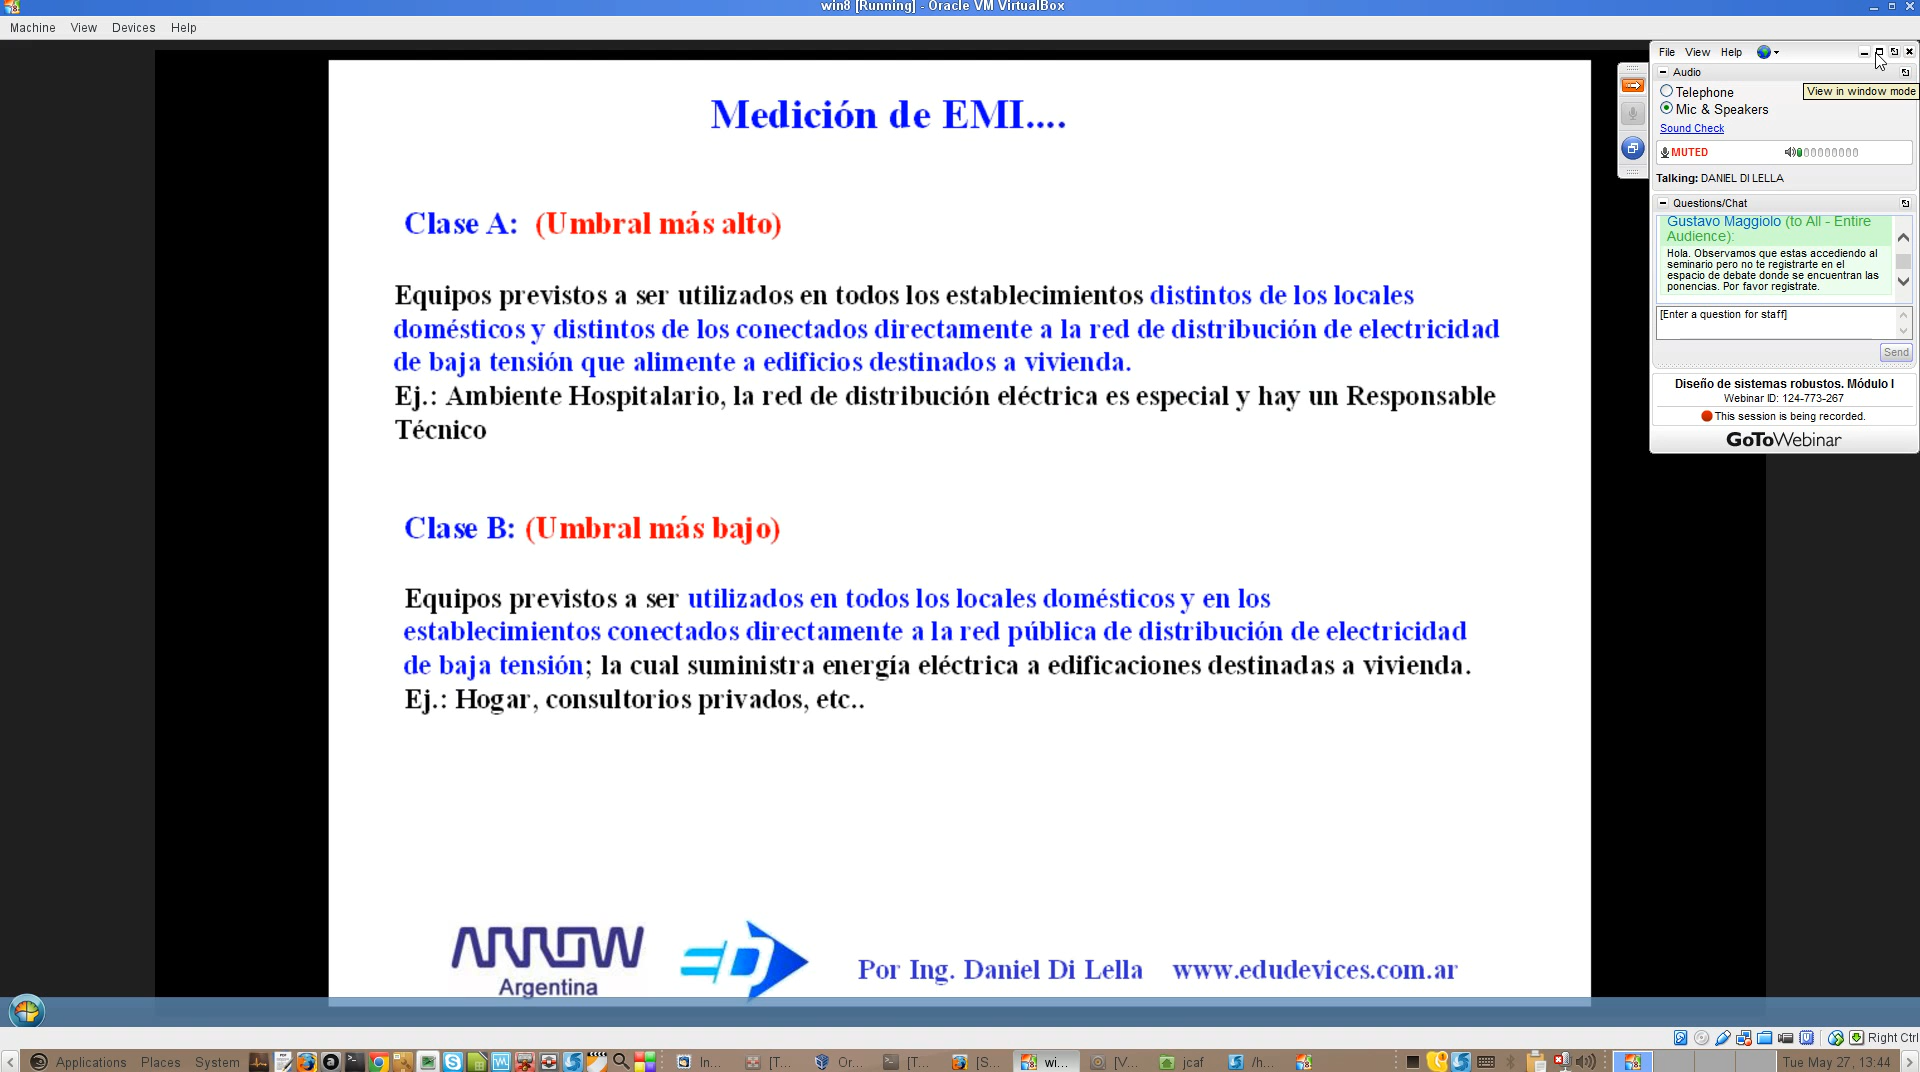 win8 [Running] - Oracle VM VirtualBox
Machine View Devices Help
File View Help
Audio
View in window mode
Telephone
Mic & Speakers
Sound Check
MUTED
Talking: DANIEL DI LELLA
Questions/Chat
Gustavo Maggiolo (to All - Entire
Audience):
Hola. Observamos que estas accediendo al
seminario pero no te registrarte en el
espacio de debate donde se encuentran las
ponencias. Por favor registrate.
[Enter a question for staff]
Send
Diseño de sistemas robustos. Módulo I
Webinar ID: 124-773-267
This session is being recorded.
GoToWebinar
Medición de EMI....
Clase A: (Umbral más alto)
Equipos previstos a ser utilizados en todos los establecimientos distintos de los locales
domésticos y distintos de los conectados directamente a la red de distribución de electricidad
de baja tensión que alimente a edificios destinados a vivienda.
Ej.: Ambiente Hospitalario, la red de distribución eléctrica es especial y hay un Responsable
Técnico
Clase B: (Umbral más bajo)
Equipos previstos a ser utilizados en todos los locales domésticos y en los
establecimientos conectados directamente a la red pública de distribución de electricidad
de baja tensión; la cual suministra energía eléctrica a edificaciones destinadas a vivienda.
Ej.: Hogar, consultorios privados, etc..
ARROW
Argentina
Por Ing. Daniel Di Lella www.edudevices.com.ar
Right Ctrl
Applications Places System In... [T... Or... [T... [S... wi... [V... jcaf /h... Tue May 27, 13:44